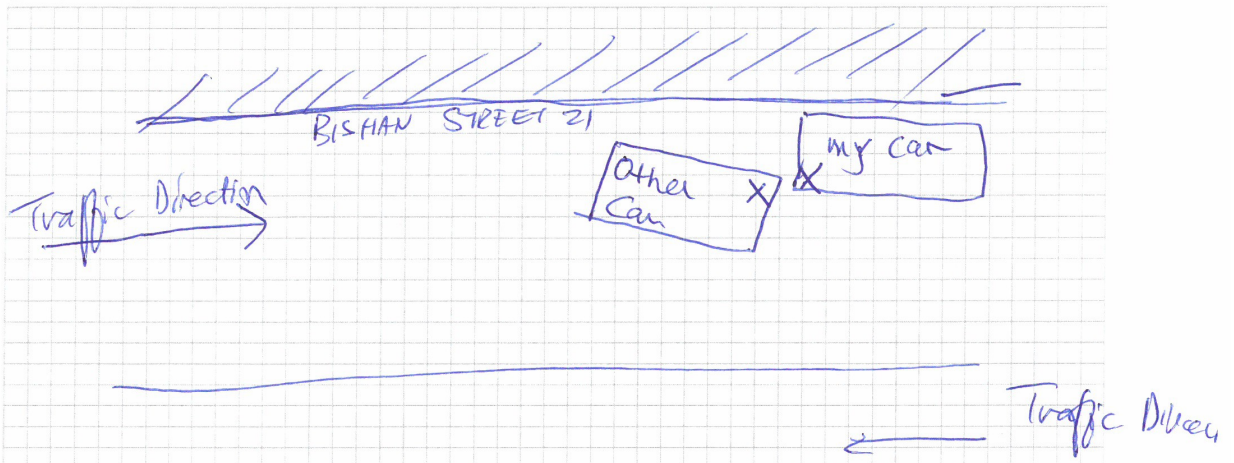 BISHAN STREET 21
my car
Other
Car
X
X
Traffic Direction
Traffic